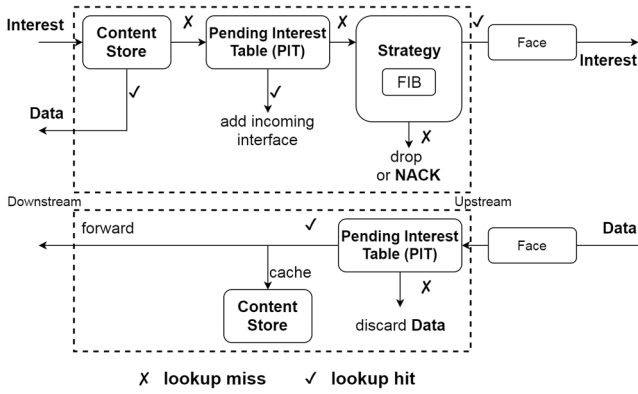 Interest
Content
Store
✗
Pending Interest
Table (PIT)
✗
Strategy
FIB
✓
Face
Interest
Data
✓
✓
add incoming
interface
✗
drop
or NACK
Downstream
Upstream
forward
✓
Pending Interest
Table (PIT)
Face
Data
cache
Content
Store
✗
discard Data
✗ lookup miss ✓ lookup hit